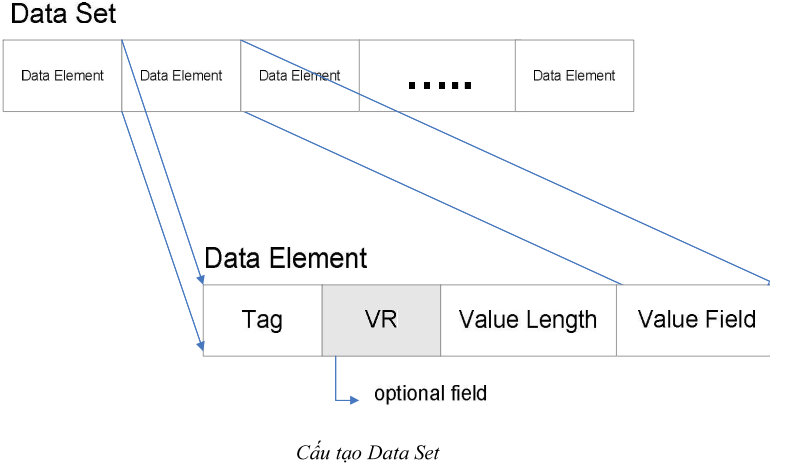 Data Set
Data Element Data Element Data Element ..... Data Element
Data Element
Tag VR Value Length Value Field
optional field
Cấu tạo Data Set